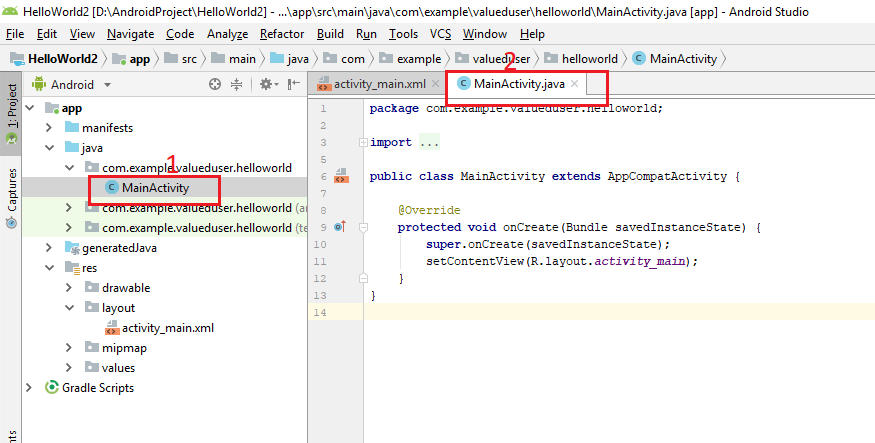 HelloWorld2 [D:\AndroidProject\HelloWorld2] - ...\app\src\main\java\com\example\valueduser\helloworld\MainActivity.java [app] - Android Studio
File Edit View Navigate Code Analyze Refactor Build Run Tools VCS Window Help
HelloWorld2 app src main java com example valueduser helloworld MainActivity
2
1: Project
Captures
Android
app
manifests
java
1
com.example.valueduser.helloworld
MainActivity
com.example.valueduser.helloworld (an
com.example.valueduser.helloworld (te
generatedJava
res
drawable
layout
activity_main.xml
mipmap
values
Gradle Scripts
activity_main.xml MainActivity.java
1 package com.example.valueduser.helloworld;
2
3 import ...
5
6 public class MainActivity extends AppCompatActivity {
7
8 @Override
9 protected void onCreate(Bundle savedInstanceState) {
10 super.onCreate(savedInstanceState);
11 setContentView(R.layout.activity_main);
12 }
13 }
14